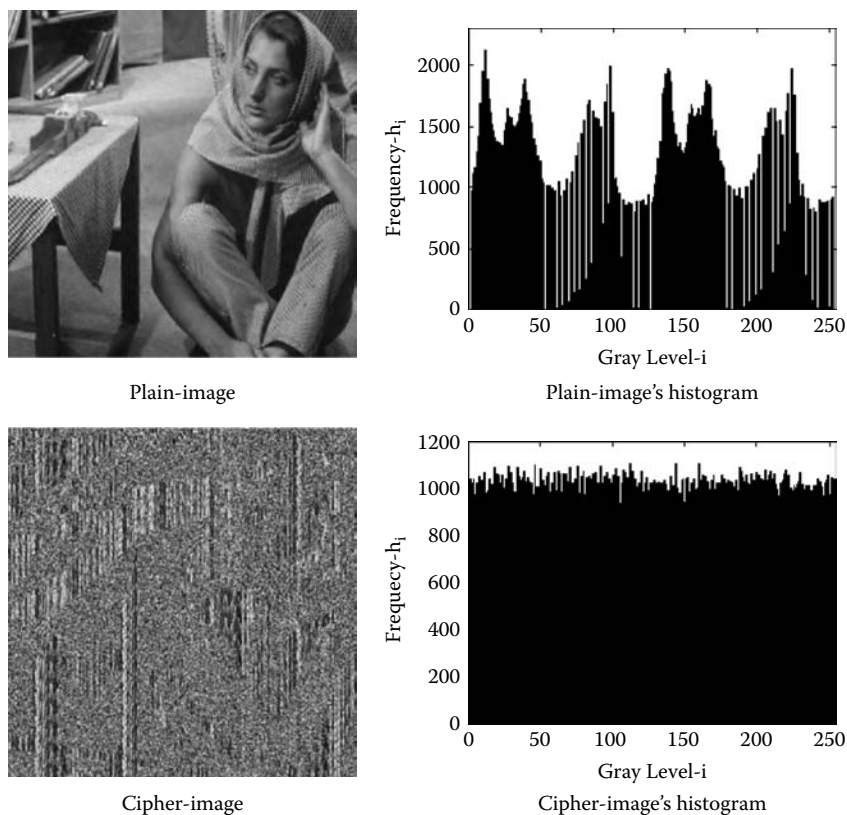 2000
1500
1000
500
0
Frequency-hᵢ
0 50 100 150 200 250
Gray Level-i
Plain-image
Plain-image's histogram
1200
1000
800
600
400
200
0
Frequecy-hᵢ
0 50 100 150 200 250
Gray Level-i
Cipher-image
Cipher-image's histogram